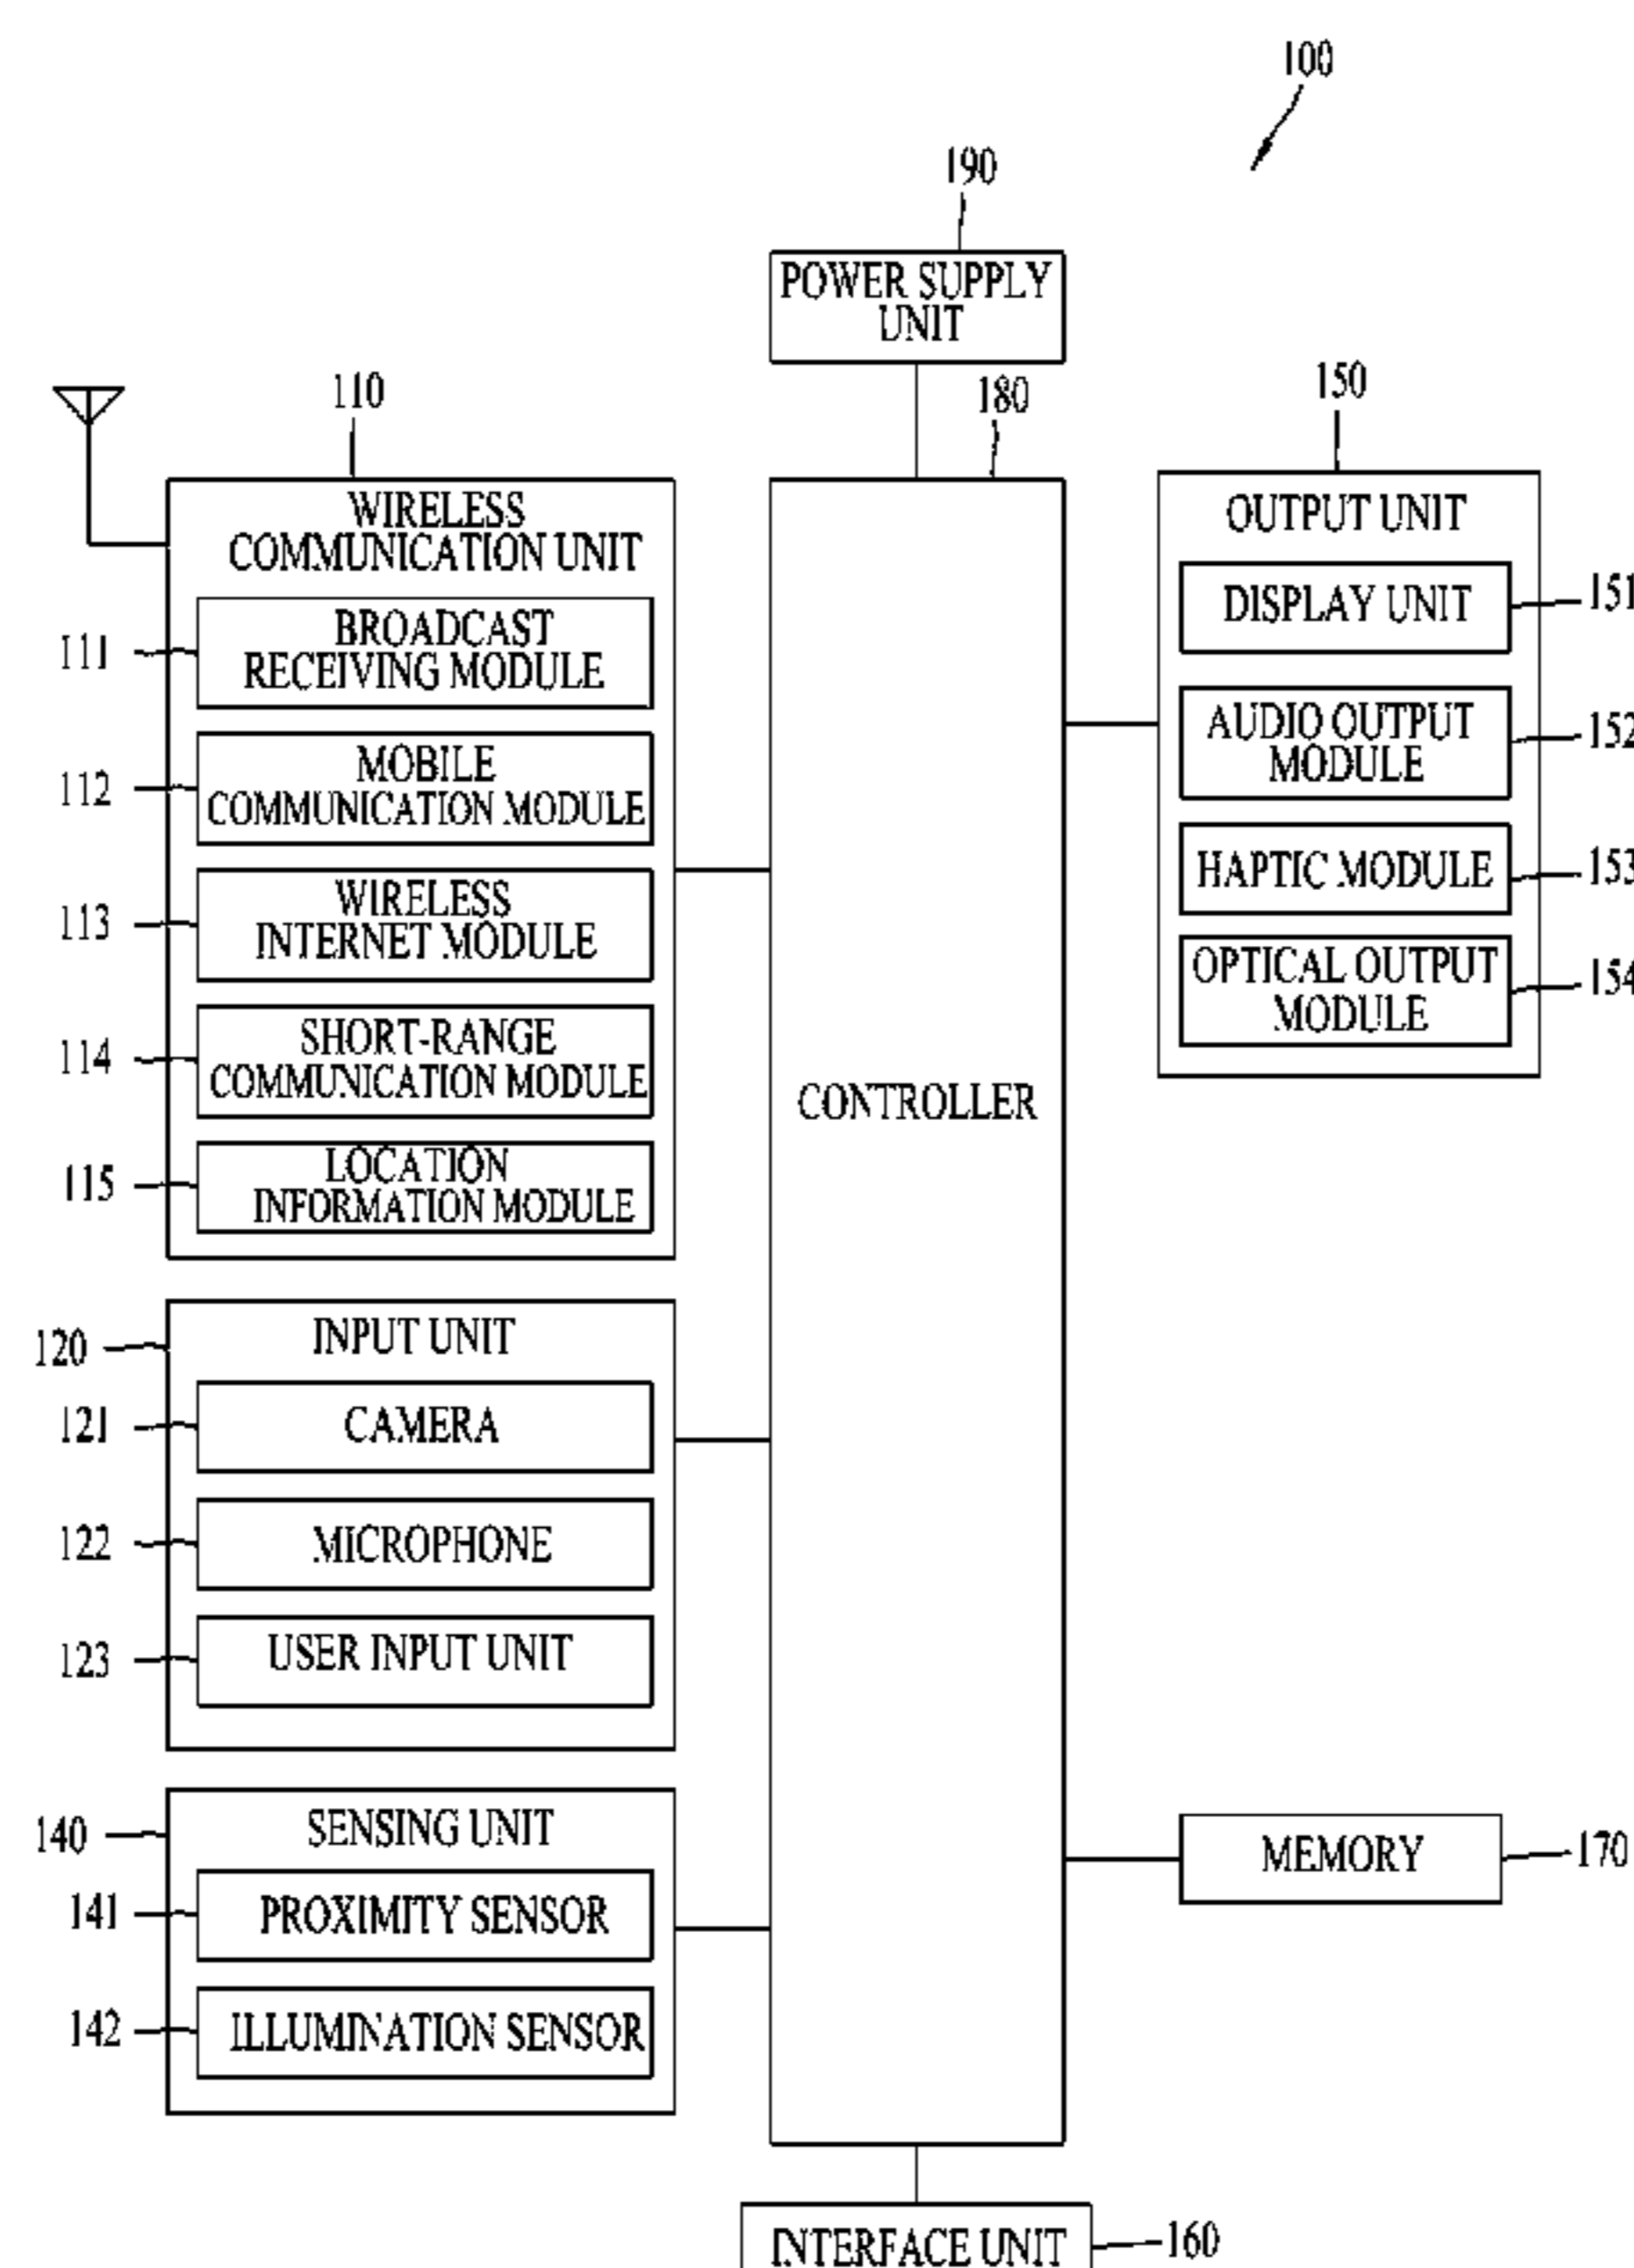 100
190
POWER SUPPLY
UNIT
110
180
150
WIRELESS
COMMUNICATION UNIT
111
BROADCAST
RECEIVING MODULE
112
MOBILE
COMMUNICATION MODULE
113
WIRELESS
INTERNET MODULE
114
SHORT-RANGE
COMMUNICATION MODULE
115
LOCATION
INFORMATION MODULE
120
INPUT UNIT
121
CAMERA
122
MICROPHONE
123
USER INPUT UNIT
140
SENSING UNIT
141
PROXIMITY SENSOR
142
ILLUMINATION SENSOR
CONTROLLER
OUTPUT UNIT
DISPLAY UNIT
151
AUDIO OUTPUT
MODULE
152
HAPTIC MODULE
153
OPTICAL OUTPUT
MODULE
154
MEMORY
170
INTERFACE UNIT
160